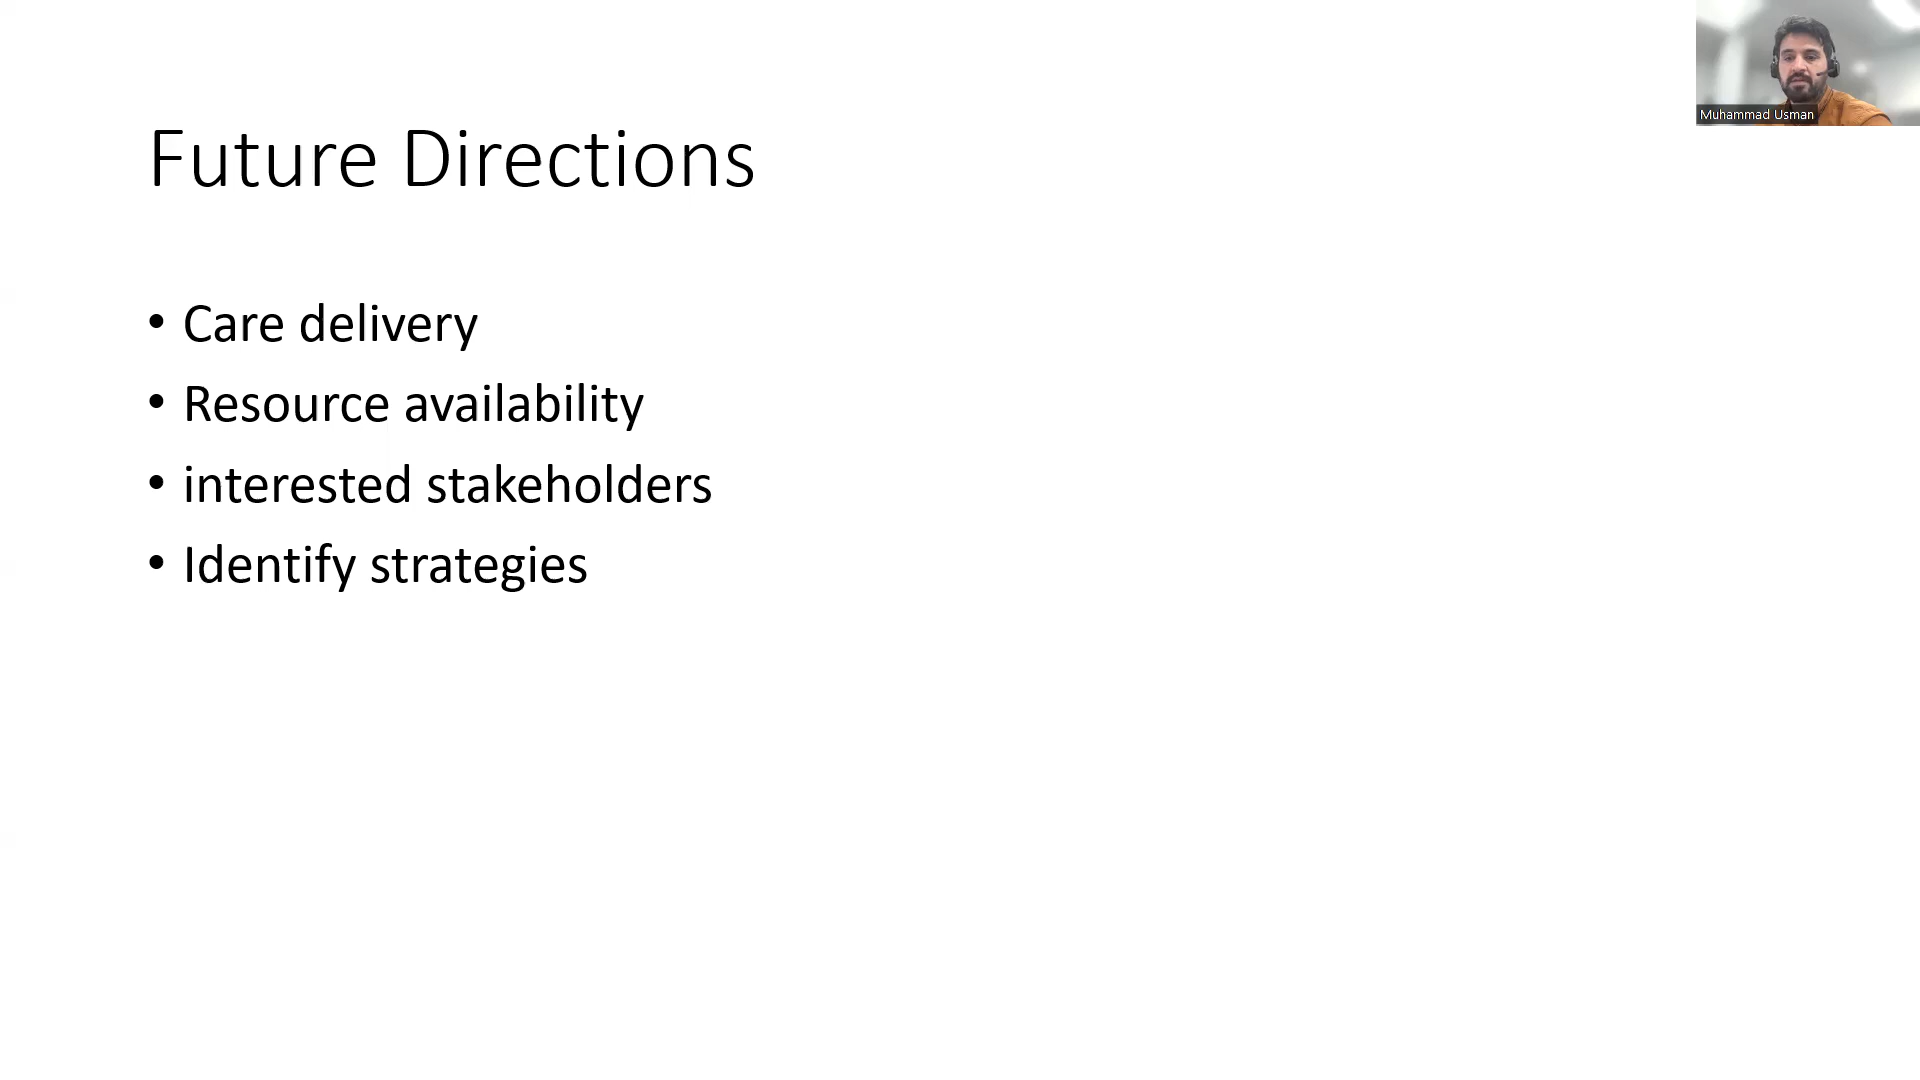 Muhammad Usman
Future Directions
• Care delivery
• Resource availability
• interested stakeholders
• Identify strategies